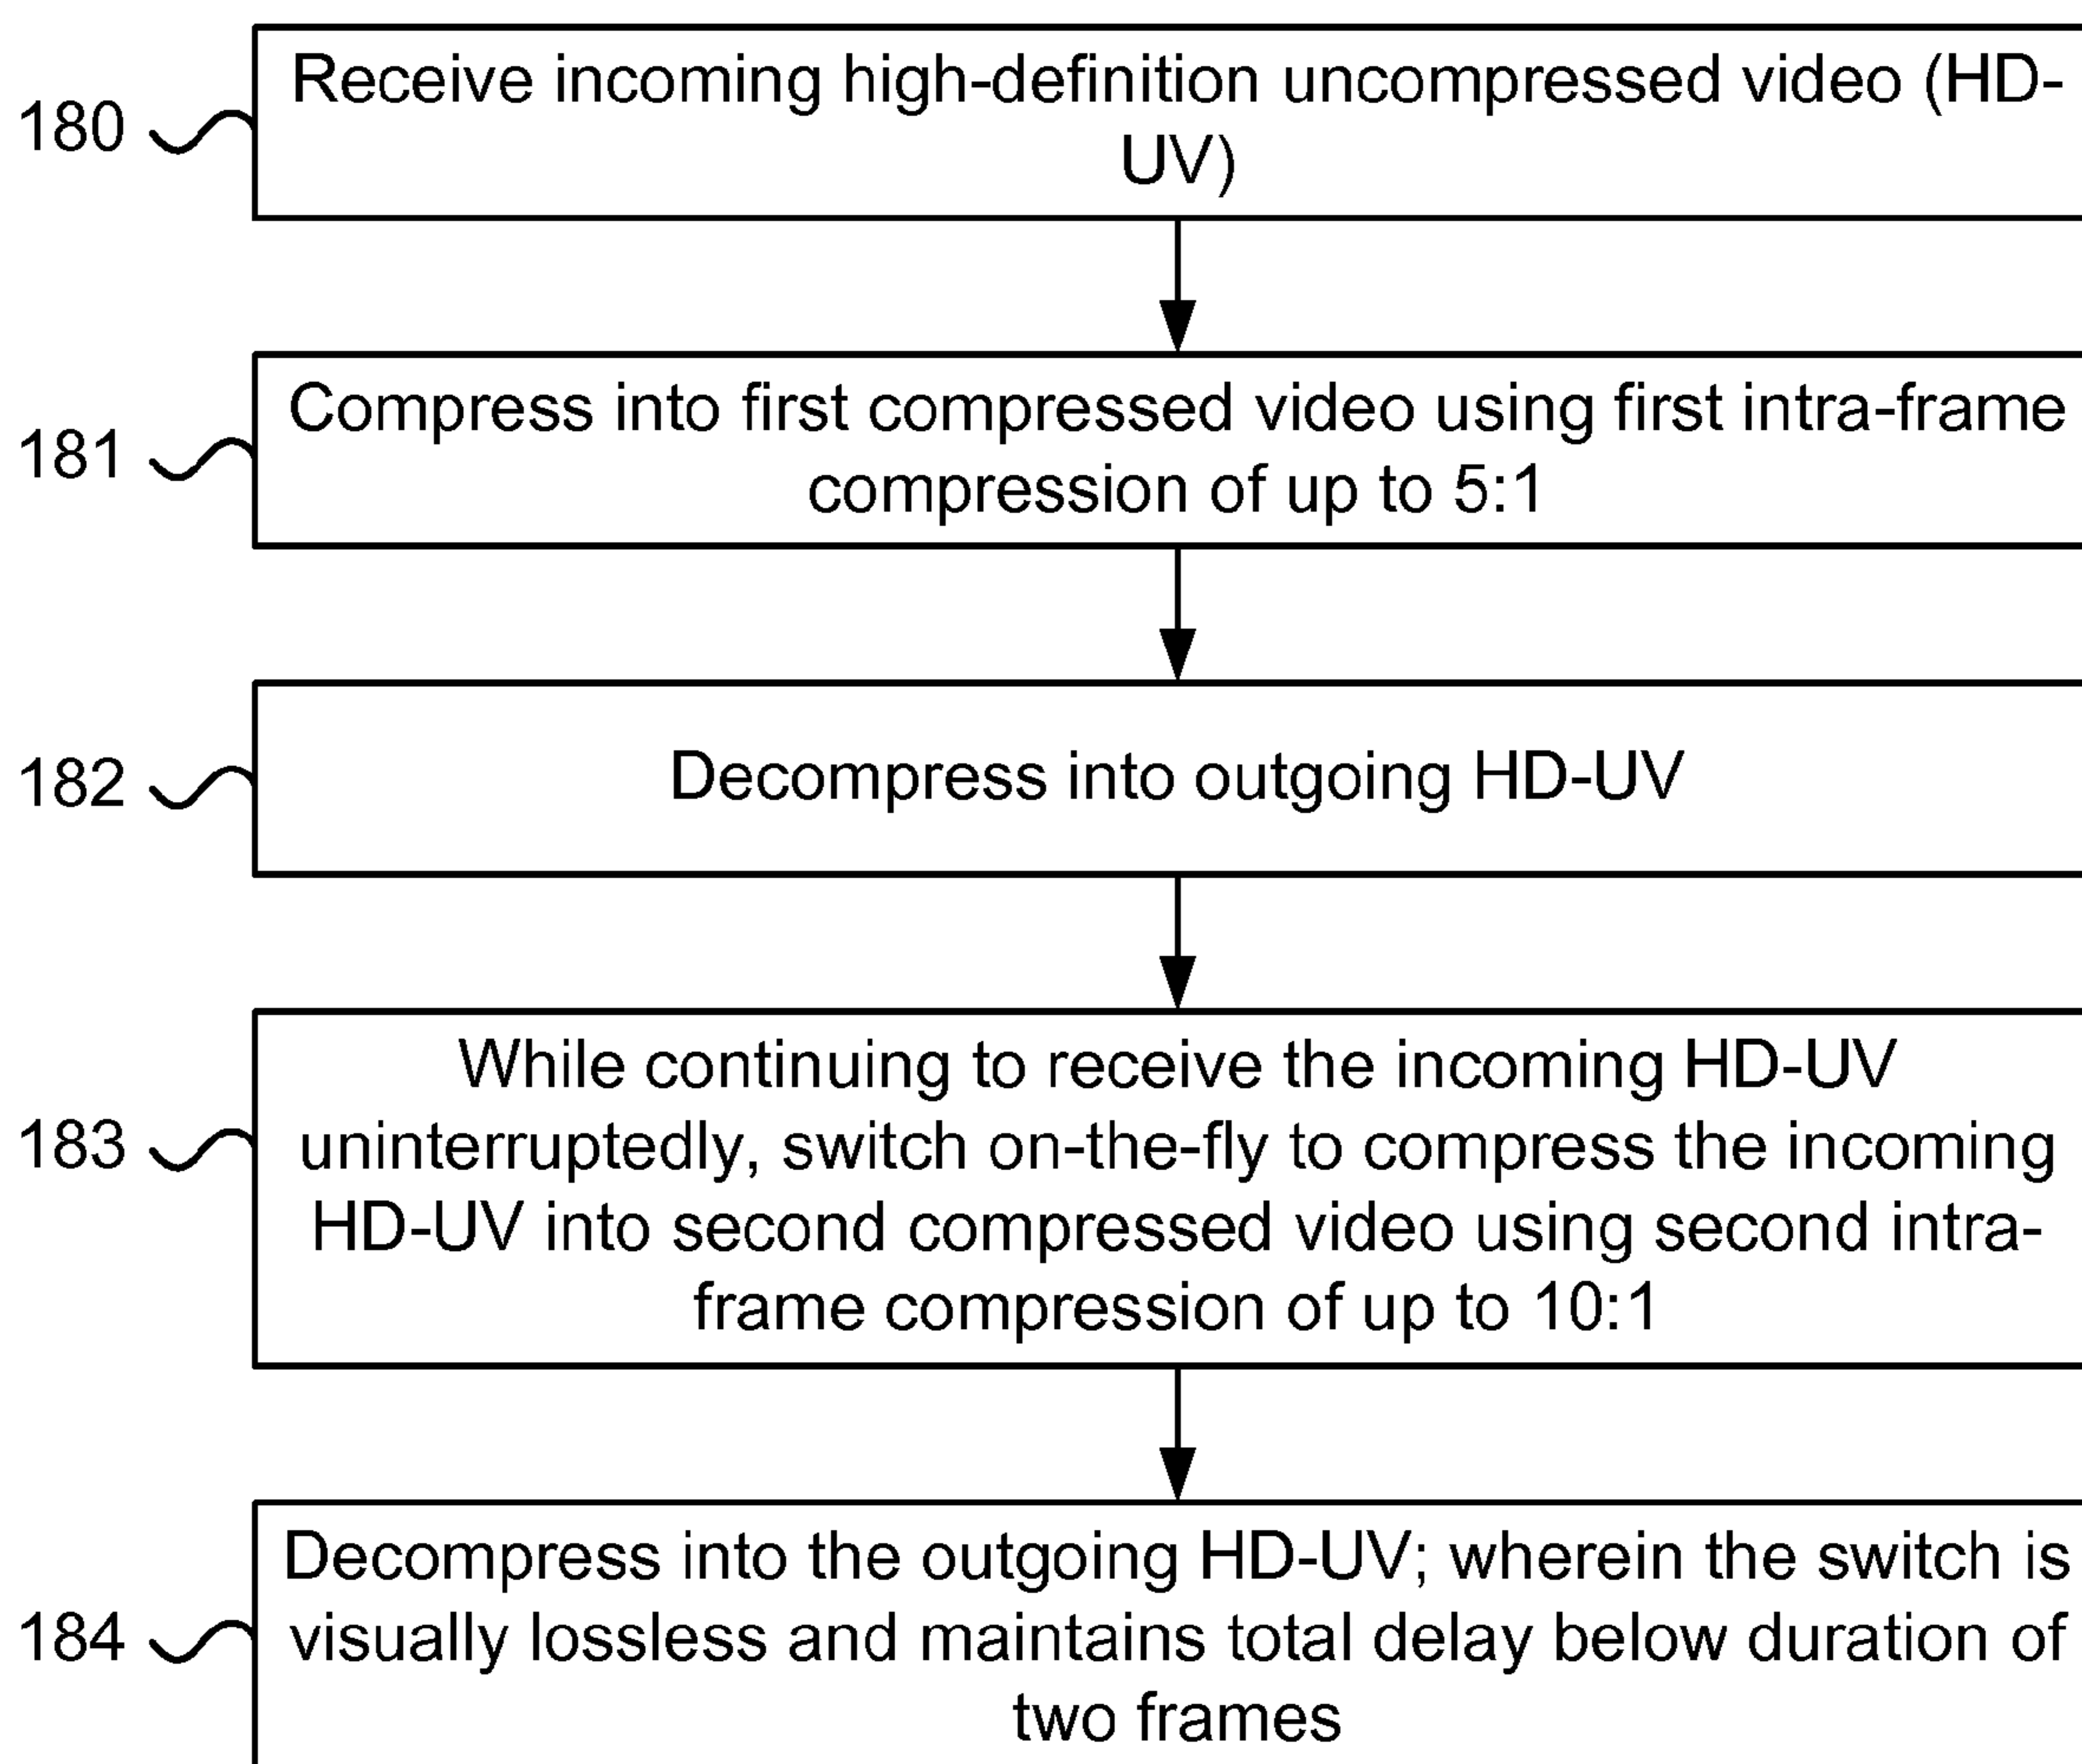 Receive incoming high-definition uncompressed video (HD-
UV)
180
Compress into first compressed video using first intra-frame
compression of up to 5:1
181
Decompress into outgoing HD-UV
182
While continuing to receive the incoming HD-UV
uninterruptedly, switch on-the-fly to compress the incoming
HD-UV into second compressed video using second intra-
frame compression of up to 10:1
183
Decompress into the outgoing HD-UV; wherein the switch is
visually lossless and maintains total delay below duration of
two frames
184